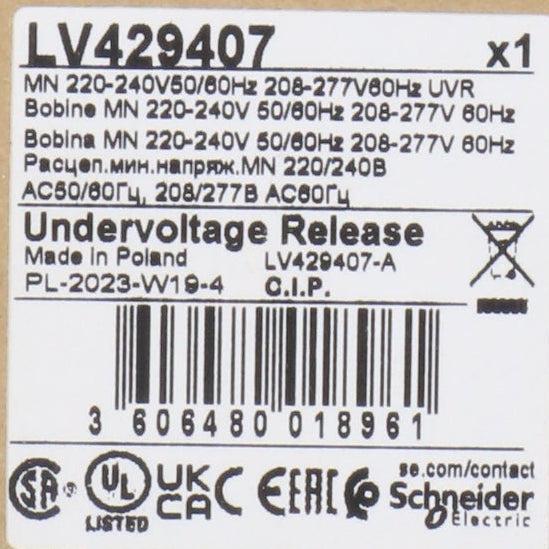 LV429407 x1
MN 220-240V50/60Hz 208-277V60Hz UVR
Bobine MN 220-240V 50/60Hz 208-277V 60Hz
Bobina MN 220-240V 50/60Hz 208-277V 60Hz
Расцеп.мин.напряж.MN 220/240В
AC50/60Гц, 208/277В AC60Гц
Undervoltage Release
Made in Poland LV429407-A
PL-2023-W19-4 C.I.P.
3 606480 018961
SA ® UL LISTED UK CA C E EAC
se.com/contact
Schneider
Electric